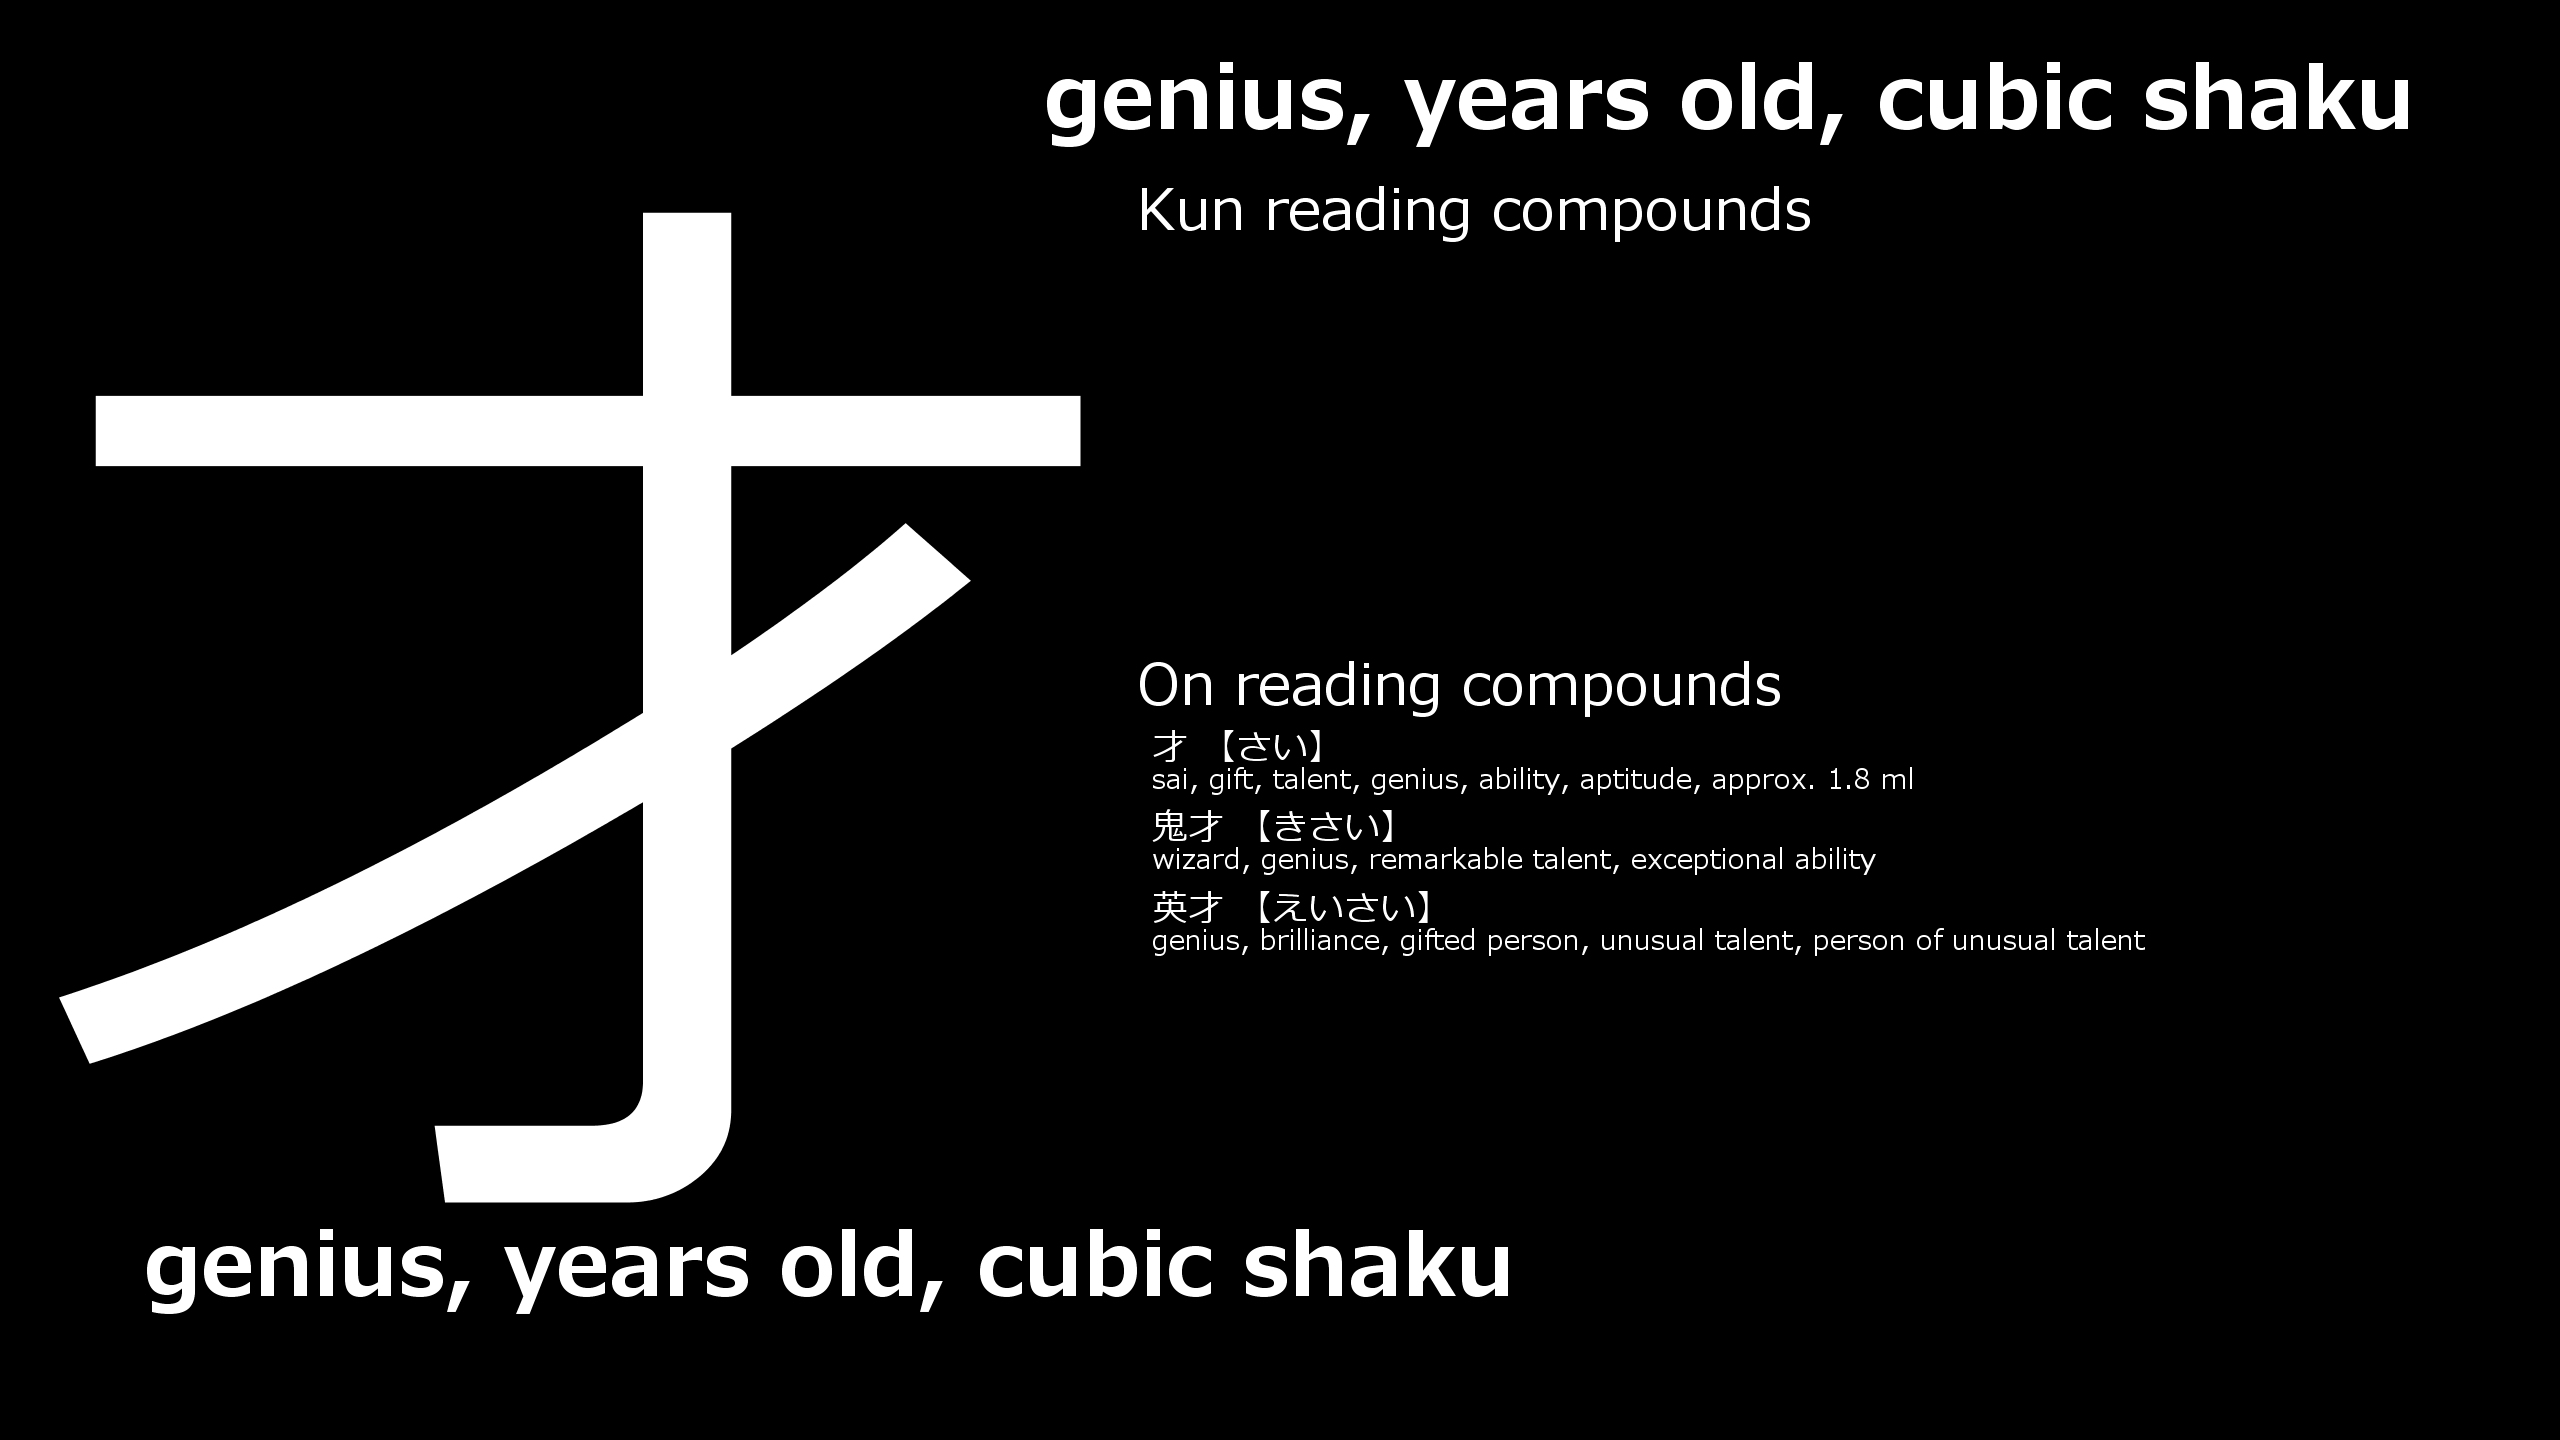 genius, years old, cubic shaku
Kun reading compounds
才
On reading compounds
才 【さい】
sai, gift, talent, genius, ability, aptitude, approx. 1.8 ml
鬼才 【きさい】
wizard, genius, remarkable talent, exceptional ability
英才 【えいさい】
genius, brilliance, gifted person, unusual talent, person of unusual talent
genius, years old, cubic shaku